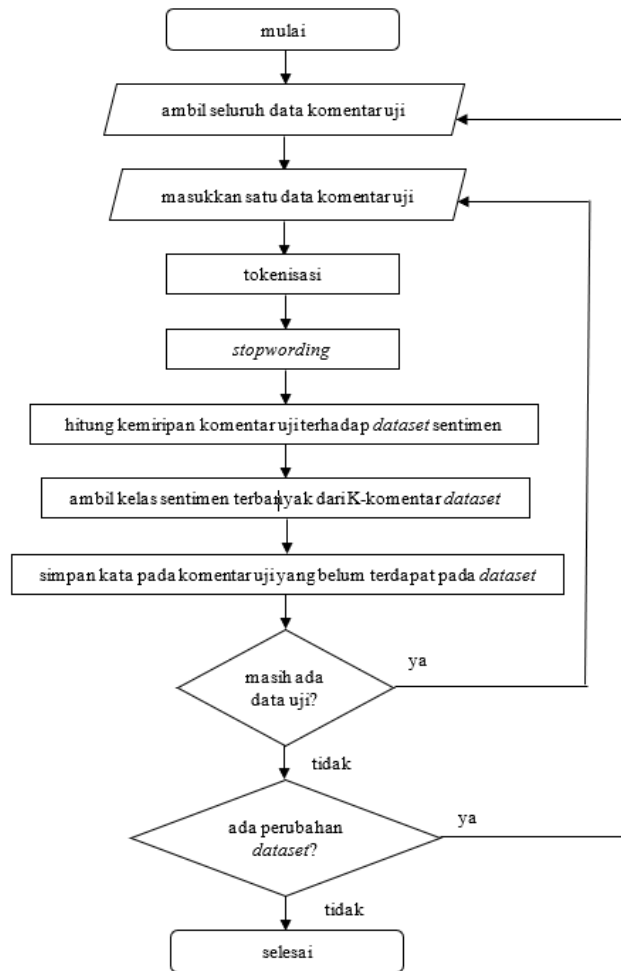 mulai
ambil seluruh data komentar uji
masukkan satu data komentar uji
tokenisasi
stopwording
hitung kemiripan komentar uji terhadap dataset sentimen
ambil kelas sentimen terbanyak dari K-komentar dataset
simpan kata pada komentar uji yang belum terdapat pada dataset
masih ada
data uji?
ya
tidak
ada perubahan
dataset?
ya
tidak
selesai